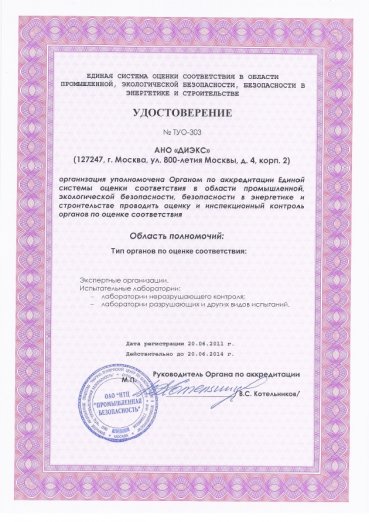 ЕДИНАЯ СИСТЕМА ОЦЕНКИ СООТВЕТСТВИЯ В ОБЛАСТИ
ПРОМЫШЛЕННОЙ, ЭКОЛОГИЧЕСКОЙ БЕЗОПАСНОСТИ, БЕЗОПАСНОСТИ В
ЭНЕРГЕТИКЕ И СТРОИТЕЛЬСТВЕ
УДОСТОВЕРЕНИЕ
№ ТУО-303
АНО «ДИЭКС»
(127247, г. Москва, ул. 800-летия Москвы, д. 4, корп. 2)
организация уполномочена Органом по аккредитации Единой
системы оценки соответствия в области промышленной,
экологической безопасности, безопасности в энергетике и
строительстве проводить оценку и инспекционный контроль
органов по оценке соответствия
Область полномочий:
Тип органов по оценке соответствия:
Экспертные организации.
Испытательные лаборатории:
- лаборатории неразрушающего контроля;
- лаборатории разрушающих и других видов испытаний.
Дата регистрации 20.06.2011 г.
Действительно до 20.06.2014 г.
Руководитель Органа по аккредитации
М.П.
В.С. Котельников/
ОАО "НТЦ
"ПРОМЫШЛЕННАЯ
БЕЗОПАСНОСТЬ"